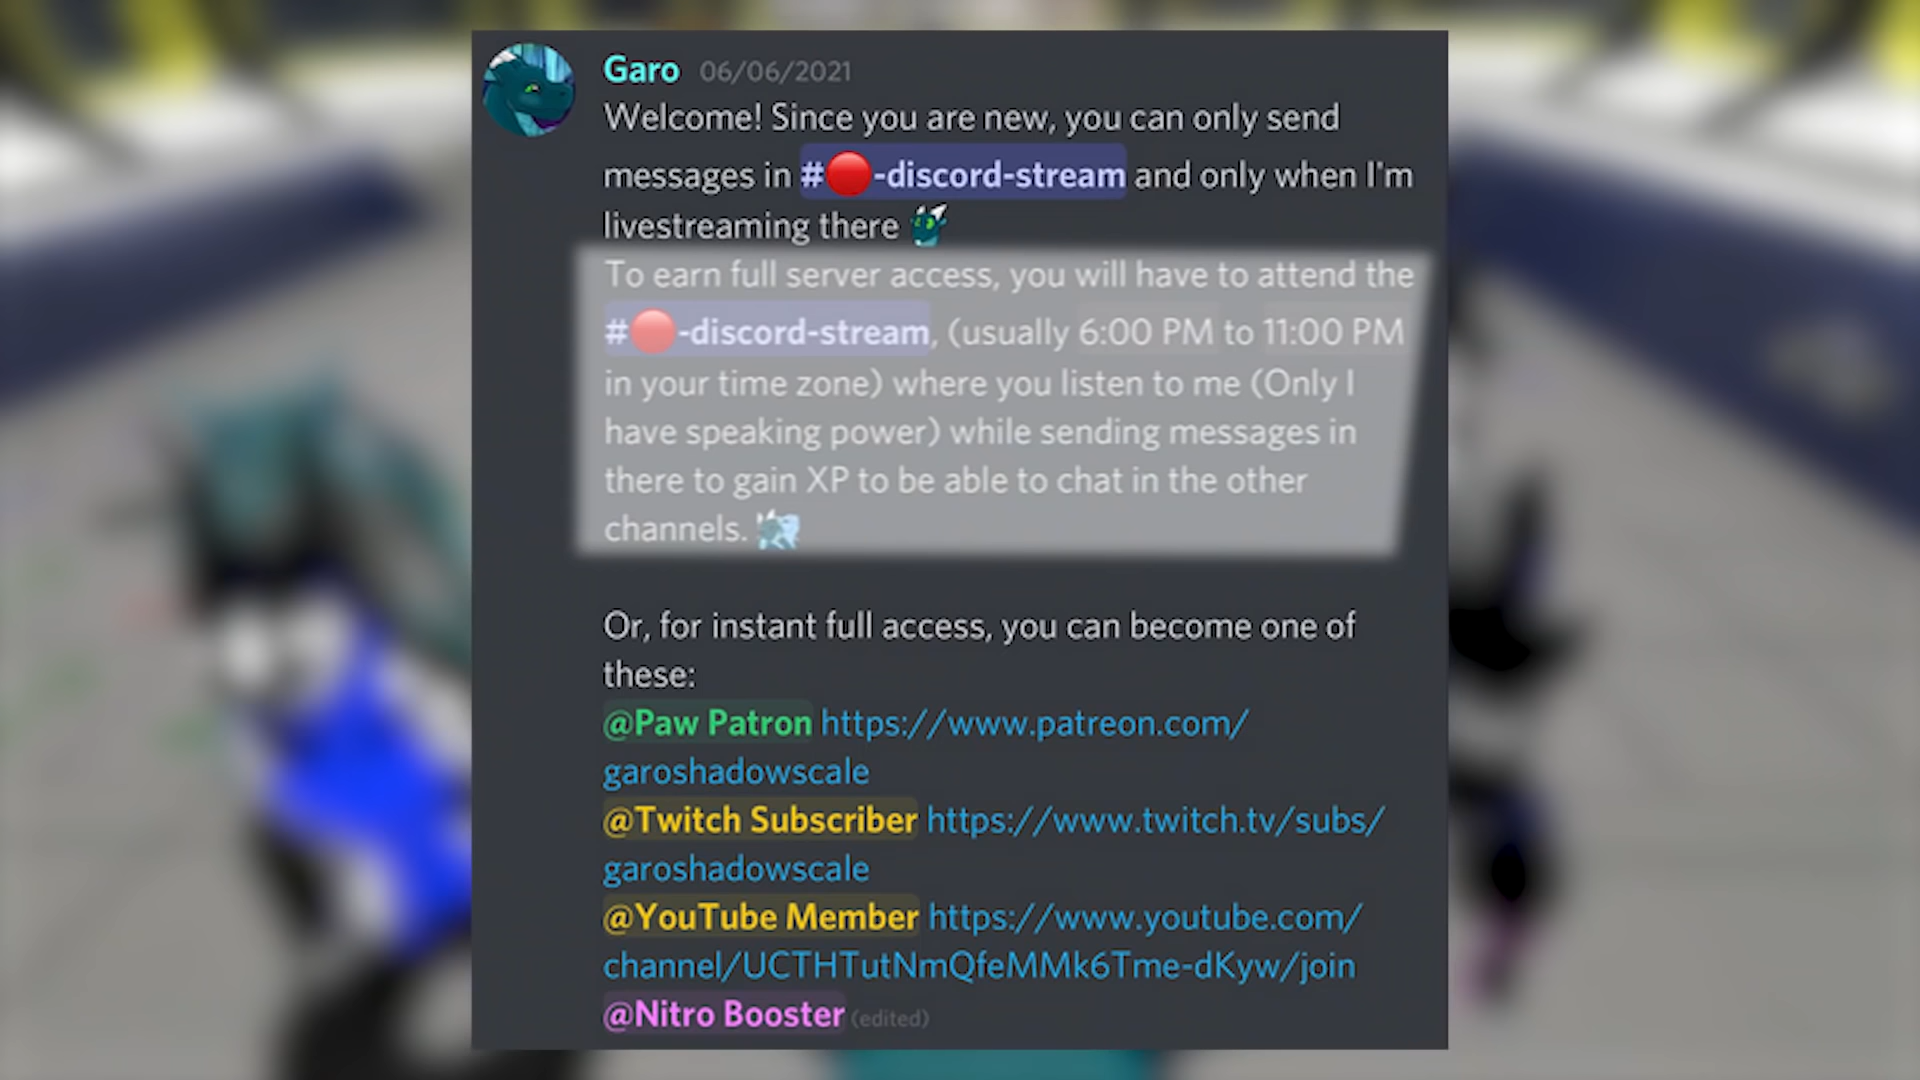 Garo 06/06/2021
Welcome! Since you are new, you can only send
messages in #🔴-discord-stream and only when I'm
livestreaming there
To earn full server access, you will have to attend the
#🔴-discord-stream, (usually 6:00 PM to 11:00 PM
in your time zone) where you listen to me (Only I
have speaking power) while sending messages in
there to gain XP to be able to chat in the other
channels.
Or, for instant full access, you can become one of
these:
@Paw Patron https://www.patreon.com/
garoshadowscale
@Twitch Subscriber https://www.twitch.tv/subs/
garoshadowscale
@YouTube Member https://www.youtube.com/
channel/UCTHTutNmQfeMMk6Tme-dKyw/join
@Nitro Booster (edited)